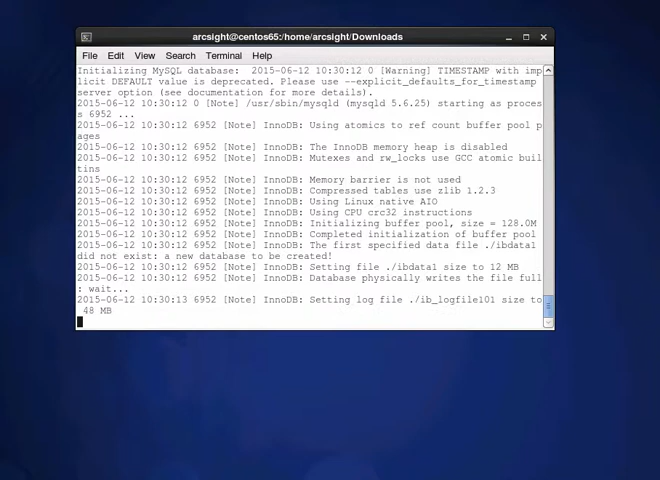 arcsight@centos65:/home/arcsight/Downloads
File Edit View Search Terminal Help
Initializing MySQL database:  2015-06-12 10:30:12 0 [Warning] TIMESTAMP with imp
licit DEFAULT value is deprecated. Please use --explicit_defaults_for_timestamp
server option (see documentation for more details).
2015-06-12 10:30:12 0 [Note] /usr/sbin/mysqld (mysqld 5.6.25) starting as proces
s 6952 ...
2015-06-12 10:30:12 6952 [Note] InnoDB: Using atomics to ref count buffer pool p
ages
2015-06-12 10:30:12 6952 [Note] InnoDB: The InnoDB memory heap is disabled
2015-06-12 10:30:12 6952 [Note] InnoDB: Mutexes and rw_locks use GCC atomic buil
tins
2015-06-12 10:30:12 6952 [Note] InnoDB: Memory barrier is not used
2015-06-12 10:30:12 6952 [Note] InnoDB: Compressed tables use zlib 1.2.3
2015-06-12 10:30:12 6952 [Note] InnoDB: Using Linux native AIO
2015-06-12 10:30:12 6952 [Note] InnoDB: Using CPU crc32 instructions
2015-06-12 10:30:12 6952 [Note] InnoDB: Initializing buffer pool, size = 128.0M
2015-06-12 10:30:12 6952 [Note] InnoDB: Completed initialization of buffer pool
2015-06-12 10:30:12 6952 [Note] InnoDB: The first specified data file ./ibdata1
did not exist: a new database to be created!
2015-06-12 10:30:12 6952 [Note] InnoDB: Setting file ./ibdata1 size to 12 MB
2015-06-12 10:30:12 6952 [Note] InnoDB: Database physically writes the file full
: wait...
2015-06-12 10:30:13 6952 [Note] InnoDB: Setting log file ./ib_logfile101 size to
 48 MB